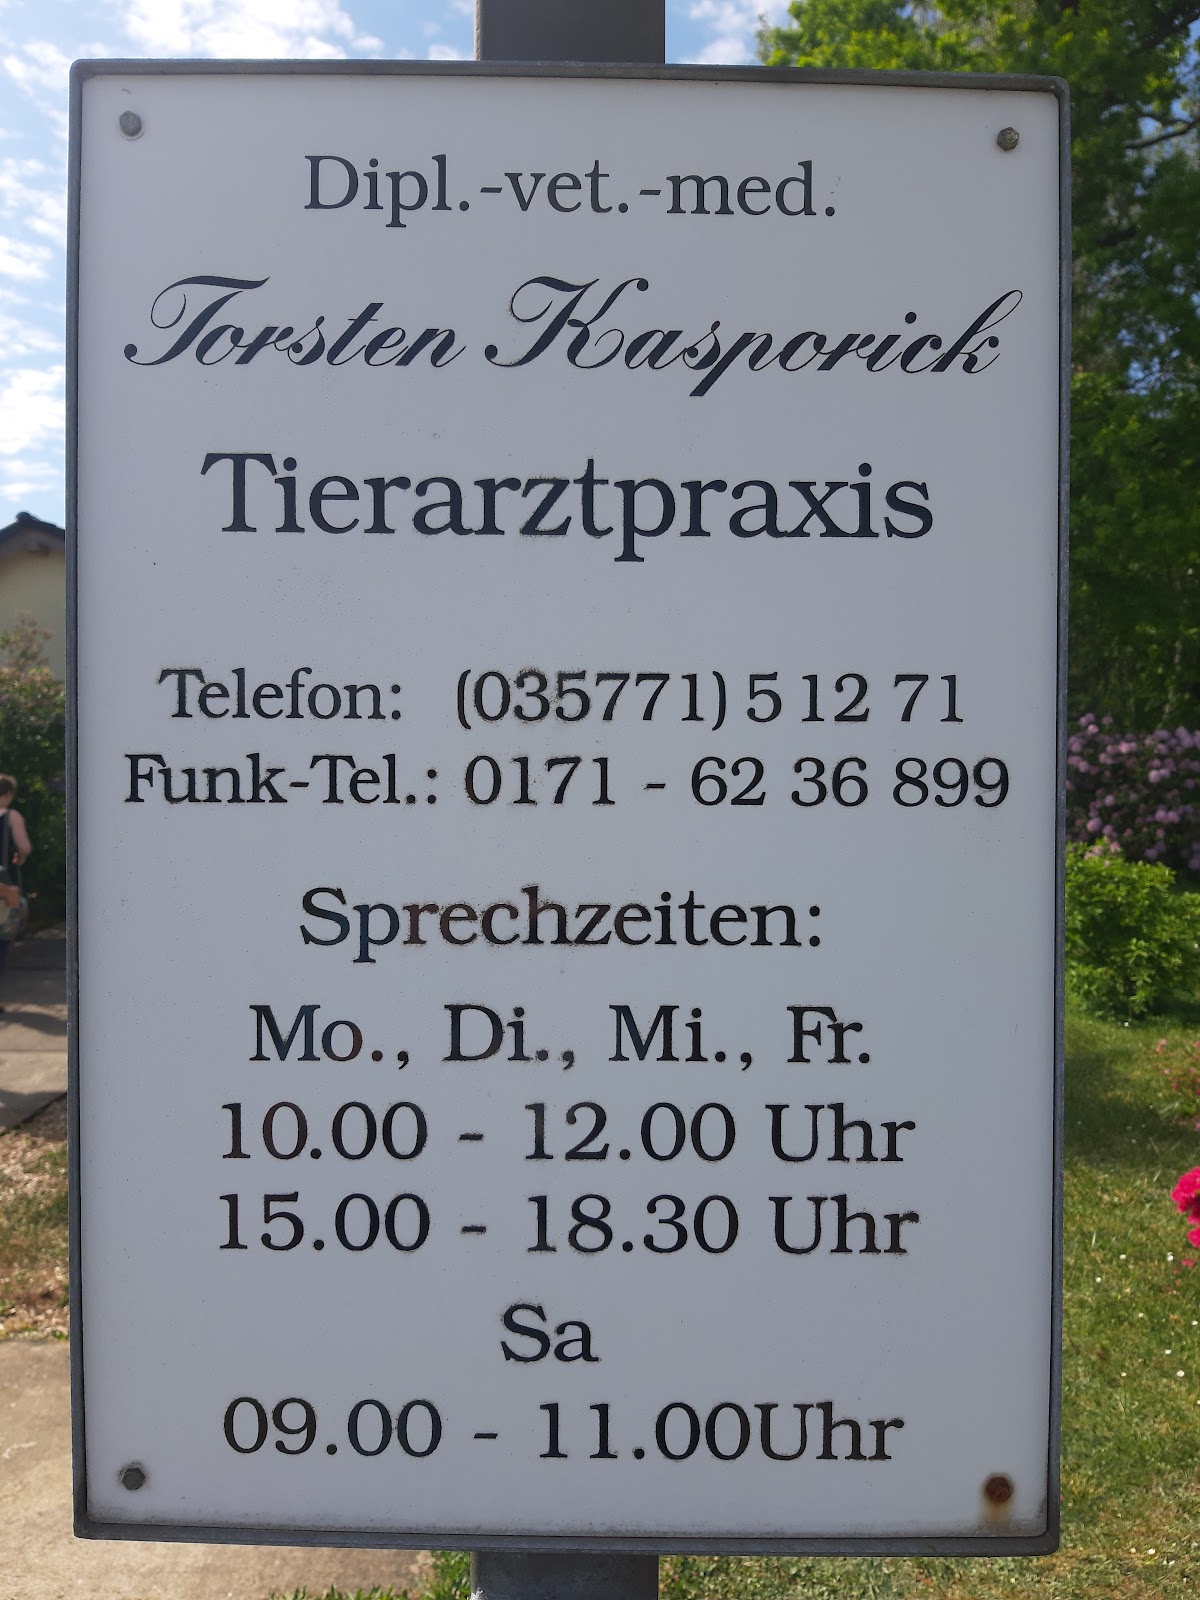 Dipl.-vet.-med.
Torsten Kasporick
Tierarztpraxis
Telefon: (035771) 5 12 71
Funk-Tel.: 0171 - 62 36 899
Sprechzeiten:
Mo., Di., Mi., Fr.
10.00 - 12.00 Uhr
15.00 - 18.30 Uhr
Sa
09.00 - 11.00Uhr